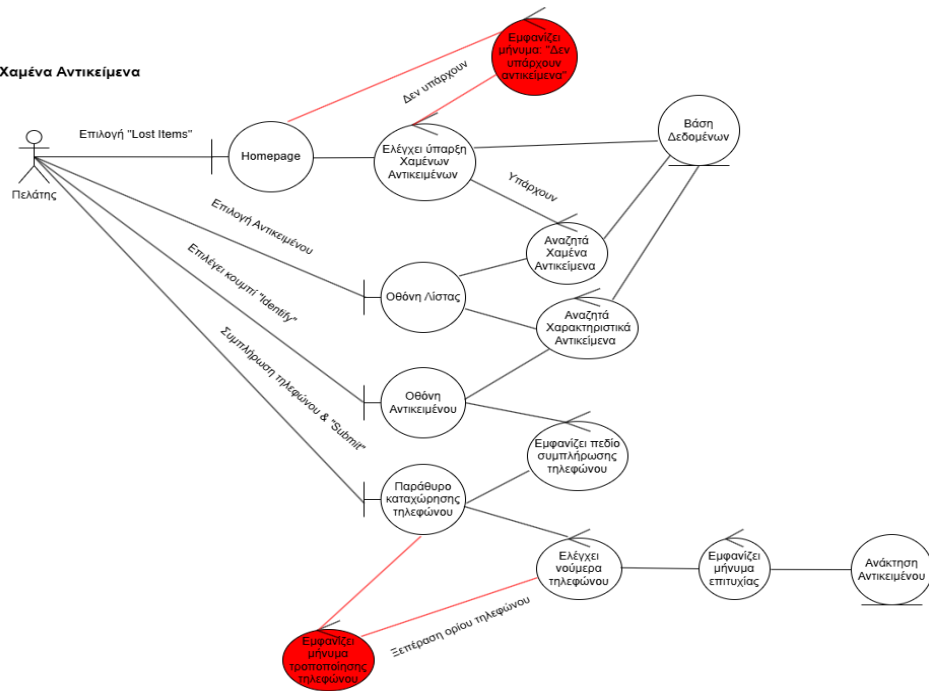 Εμφανίζει
μήνυμα: "Δεν
υπάρχουν
αντικείμενα"
Χαμένα Αντικείμενα
Δεν υπάρχουν
Επιλογή "Lost Items"
Homepage
Ελέγχει ύπαρξη
Χαμένων
Αντικειμένων
Βάση
Δεδομένων
Πελάτης
Υπάρχουν
Επιλογή Αντικειμένου
Αναζητά
Χαμένα
Αντικείμενα
Επιλέγει κουμπί "Identify"
Οθόνη Λίστας
Αναζητά
Χαρακτηριστικά
Αντικείμενα
Συμπλήρωση τηλεφώνου & "Submit"
Οθόνη
Αντικειμένου
Εμφανίζει πεδίο
συμπλήρωσης
τηλεφώνου
Παράθυρο
καταχώρησης
τηλεφώνου
Ελέγχει
νούμερα
τηλεφώνου
Εμφανίζει
μήνυμα
επιτυχίας
Ανάκτηση
Αντικειμένου
Ξεπέραση ορίου τηλεφώνου
Εμφανίζει
μήνυμα
τροποποίησης
τηλεφώνου